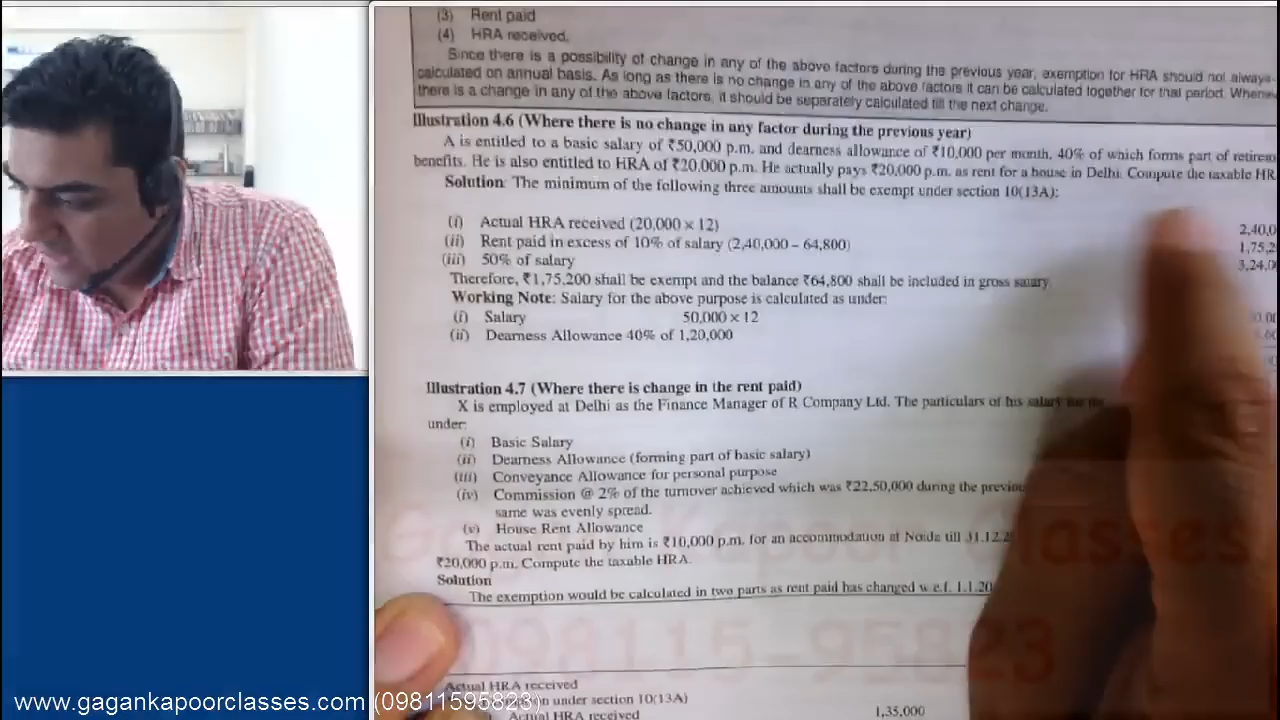 (3) Rent paid
(4) HRA received.
Since there is a possibility of change in any of the above factors during the previous year, exemption for HRA should not always
calculated on annual basis. As long as there is no change in any of the above factors it can be calculated together for that period. Whene
there is a change in any of the above factors, it should be separately calculated till the next change.
Illustration 4.6 (Where there is no change in any factor during the previous year)
A is entitled to a basic salary of ₹50,000 p.m. and dearness allowance of ₹10,000 per month, 40% of which forms part of retirem
benefits. He is also entitled to HRA of ₹20,000 p.m. He actually pays ₹20,000 p.m. as rent for a house in Delhi. Compute the taxable HR
Solution: The minimum of the following three amounts shall be exempt under section 10(13A):
(i) Actual HRA received (20,000 × 12) 2,40,0
(ii) Rent paid in excess of 10% of salary (2,40,000 – 64,800) 1,75,2
(iii) 50% of salary 3,24,0
Therefore, ₹1,75,200 shall be exempt and the balance ₹64,800 shall be included in gross salary.
Working Note: Salary for the above purpose is calculated as under:
(i) Salary 50,000 × 12
(ii) Dearness Allowance 40% of 1,20,000
Illustration 4.7 (Where there is change in the rent paid)
X is employed at Delhi as the Finance Manager of R Company Ltd. The particulars of his salary
under:
(i) Basic Salary
(ii) Dearness Allowance (forming part of basic salary)
(iii) Conveyance Allowance for personal purpose
(iv) Commission @ 2% of the turnover achieved which was ₹22,50,000 during the previou
same was evenly spread.
(v) House Rent Allowance
The actual rent paid by him is ₹10,000 p.m. for an accommodation at Noida till 31.12.2
₹20,000 p.m. Compute the taxable HRA.
Solution
The exemption would be calculated in two parts as rent paid has changed w.e.f. 1.1.20
Kapoor Classes
098115-95823
Actual HRA received
under section 10(13A)
Actual HRA received 1,35,000
www.gagankapoorclasses.com (09811595823)